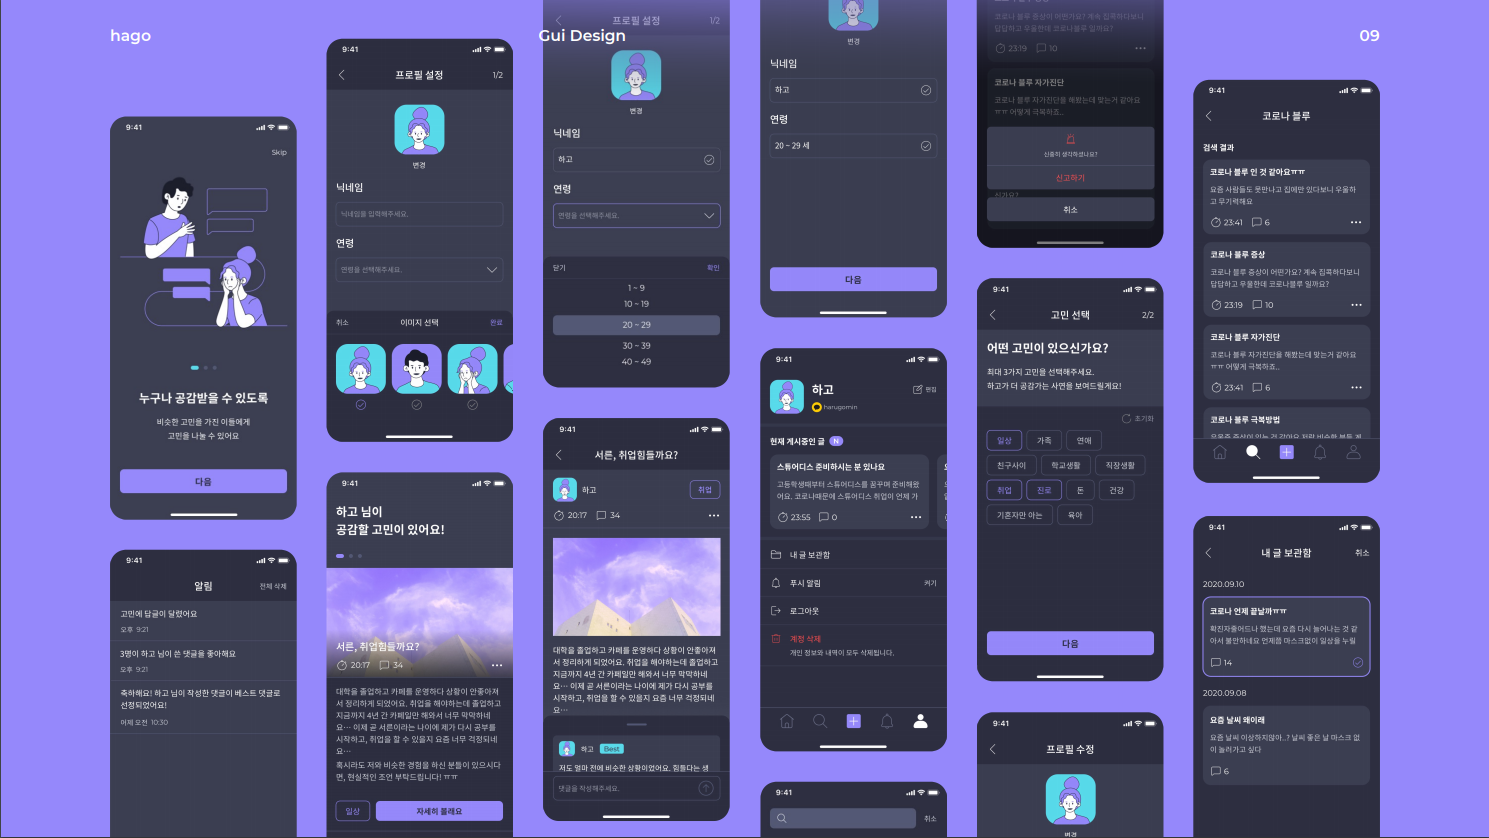 hago
Gui Design
09
9:41
Skip
누구나 공감받을 수 있도록
비슷한 고민을 가진 이들에게
고민을 나눌 수 있어요
다음
9:41
알림
전체 삭제
고민에 답글이 달렸어요
오후 9:21
3명이 하고 님이 쓴 댓글을 좋아해요
오후 9:21
축하해요! 하고 님이 작성한 댓글이 베스트 댓글로
선정되었어요!
어제 오전 10:30
9:41
프로필 설정
1/2
변경
닉네임
닉네임을 입력해주세요.
연령
연령을 선택해주세요.
취소
이미지 선택
완료
9:41
하고 님이
공감할 고민이 있어요!
서른, 취업힘들까요?
20:17
34
대학을 졸업하고 카페를 운영하다 상황이 안좋아져
서 정리하게 되었어요. 취업을 해야하는데 졸업하고
지금까지 4년 간 카페일만 해와서 너무 막막하네
요… 이제 곧 서른이라는 나이에 제가 다시 공부를
시작하고, 취업을 할 수 있을지 요즘 너무 걱정되네
요…
혹시라도 저와 비슷한 경험을 하신 분들이 있으시다
면, 현실적인 조언 부탁드립니다! ㅠㅠ
일상
자세히 볼래요
프로필 설정
1/2
변경
닉네임
하고
연령
연령을 선택해주세요.
닫기
확인
1 ~ 9
10 ~ 19
20 ~ 29
30 ~ 39
40 ~ 49
9:41
서른, 취업힘들까요?
하고
취업
20:17
34
대학을 졸업하고 카페를 운영하다 상황이 안좋아져
서 정리하게 되었어요. 취업을 해야하는데 졸업하고
지금까지 4년 간 카페일만 해와서 너무 막막하네
요… 이제 곧 서른이라는 나이에 제가 다시 공부를
시작하고, 취업을 할 수 있을지 요즘 너무 걱정되네
요…
하고
Best
저도 얼마 전에 비슷한 상황이었어요. 힘들다는 생
댓글을 작성해주세요.
변경
닉네임
하고
연령
20 ~ 29 세
다음
9:41
하고
편집
harugomin
현재 게시중인 글
N
스튜어디스 준비하시는 분 있나요
고등학생때부터 스튜어디스를 꿈꾸며 준비해왔
어요. 코로나때문에 스튜어디스 취업이 언제 가
23:55
0
내 글 보관함
푸시 알림
켜기
로그아웃
계정 삭제
개인 정보와 내역이 모두 삭제됩니다.
9:41
취소
코로나 블루 증상이 어떤가요? 계속 집콕하다보니
답답하고 우울한데 코로나블루 일까요?
23:19
10
코로나 블루 자가진단
코로나 블루 자가진단을 해봤는데 맞는거 같아요
ㅠㅠ 어떻게 극복하죠..
신중히 생각하셨나요?
신고하기
취소
9:41
고민 선택
2/2
어떤 고민이 있으신가요?
최대 3가지 고민을 선택해주세요.
하고가 더 공감가는 사연을 보여드릴게요!
초기화
일상
가족
연애
친구사이
학교생활
직장생활
취업
진로
돈
건강
기혼자만 아는
육아
다음
9:41
프로필 수정
변경
9:41
코로나 블루
검색 결과
코로나 블루 인 것 같아요ㅠㅠ
요즘 사람들도 못만나고 집에만 있다보니 우울하
고 무기력해요
23:41
6
코로나 블루 증상
코로나 블루 증상이 어떤가요? 계속 집콕하다보니
답답하고 우울한데 코로나블루 일까요?
23:19
10
코로나 블루 자가진단
코로나 블루 자가진단을 해봤는데 맞는거 같아요
ㅠㅠ 어떻게 극복하죠..
23:41
6
코로나 블루 극복방법
9:41
내 글 보관함
취소
2020.09.10
코로나 언제 끝날까ㅠㅠ
확진자줄어드나 했는데 요즘 다시 늘어나는 것 같
아서 불안하네요 언제쯤 마스크없이 일상을 누릴
14
2020.09.08
요즘 날씨 왜이래
요즘 날씨 이상하지않아..? 날씨 좋은 날 마스크 없
이 놀러가고 싶다
6